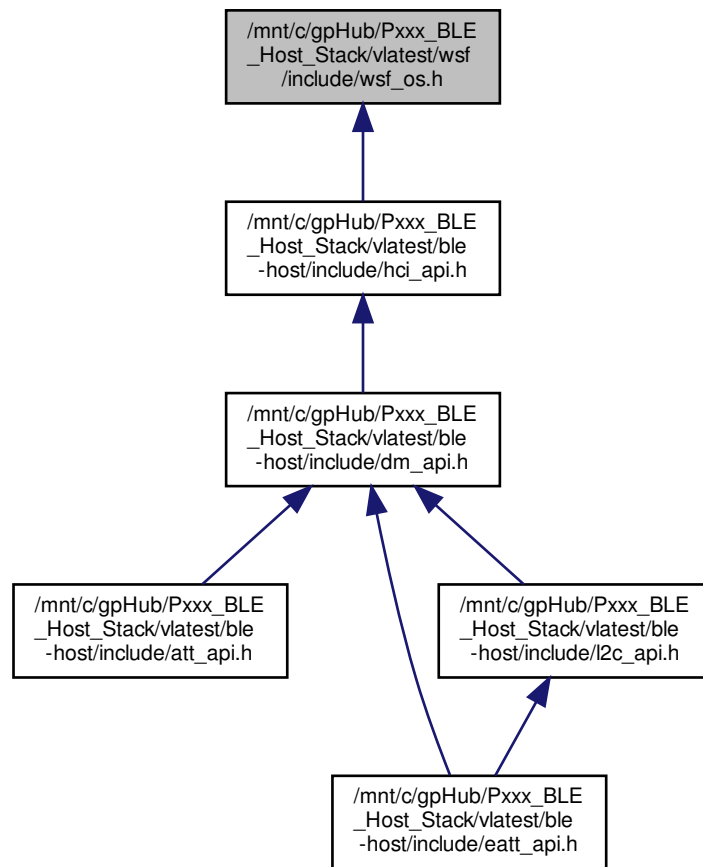 /mnt/c/gpHub/Pxxx_BLE
_Host_Stack/vlatest/wsf
/include/wsf_os.h
/mnt/c/gpHub/Pxxx_BLE
_Host_Stack/vlatest/ble
-host/include/hci_api.h
/mnt/c/gpHub/Pxxx_BLE
_Host_Stack/vlatest/ble
-host/include/dm_api.h
/mnt/c/gpHub/Pxxx_BLE
_Host_Stack/vlatest/ble
-host/include/att_api.h
/mnt/c/gpHub/Pxxx_BLE
_Host_Stack/vlatest/ble
-host/include/l2c_api.h
/mnt/c/gpHub/Pxxx_BLE
_Host_Stack/vlatest/ble
-host/include/eatt_api.h